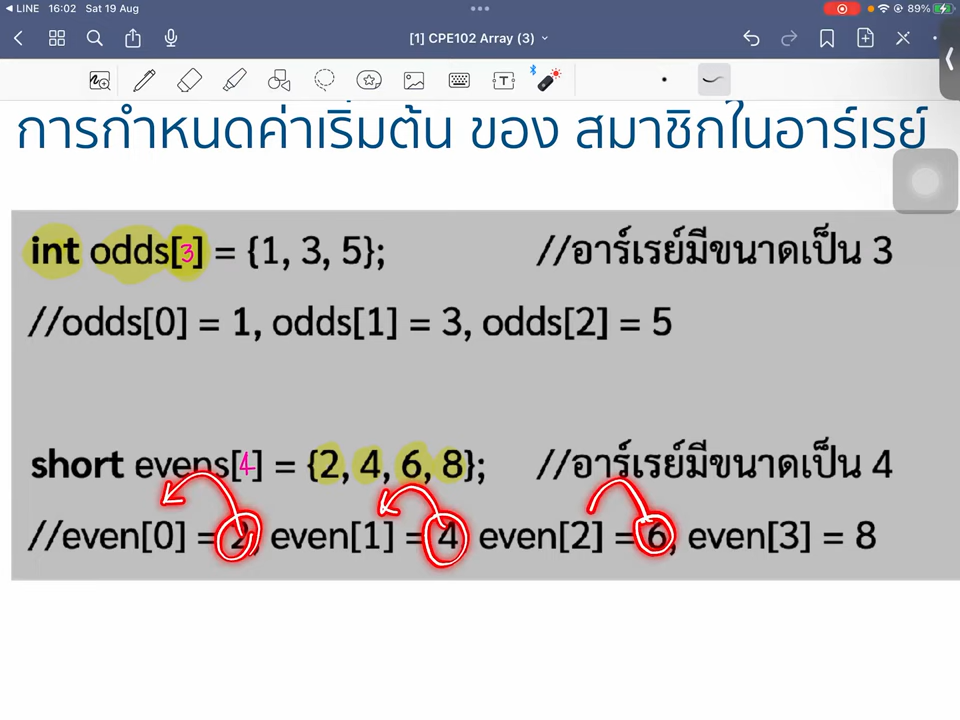 LINE 16:02 Sat 19 Aug 89%
[1] CPE102 Array (3)
การกำหนดค่าเริ่มต้น ของ สมาชิกในอาร์เรย์
int odds[3] = {1, 3, 5}; //อาร์เรย์มีขนาดเป็น 3
//odds[0] = 1, odds[1] = 3, odds[2] = 5
short evens[4] = {2, 4, 6, 8}; //อาร์เรย์มีขนาดเป็น 4
//even[0] = 2, even[1] = 4 even[2] = 6, even[3] = 8